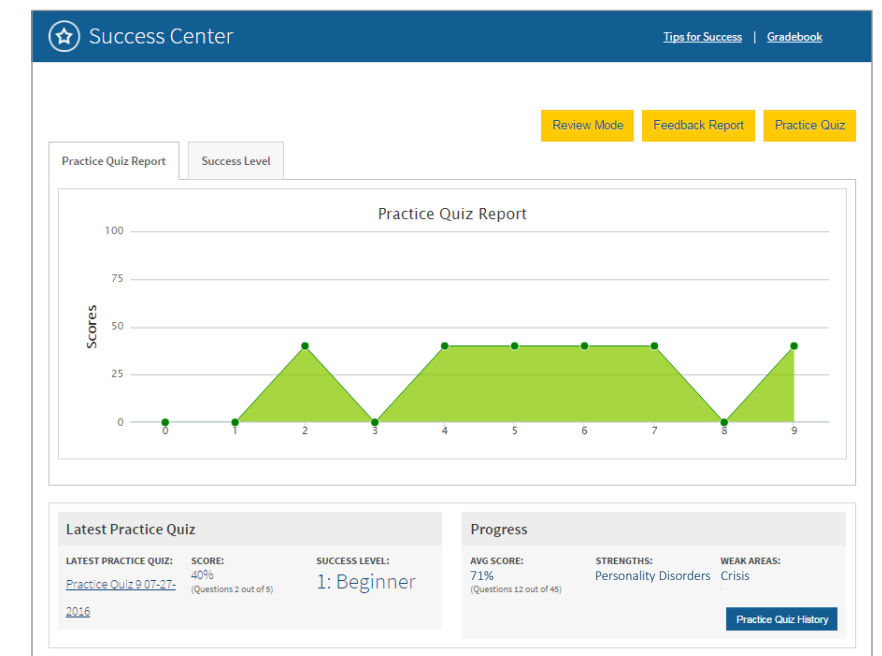 Success Center
Tips for Success | Gradebook
Review Mode Feedback Report Practice Quiz
Practice Quiz Report Success Level
Practice Quiz Report
100
75
50
25
0
Scores
0 1 2 3 4 5 6 7 8 9
Latest Practice Quiz
LATEST PRACTICE QUIZ: SCORE: SUCCESS LEVEL:
Practice Quiz 9 07-27-2016 40% 1: Beginner
(Questions 2 out of 5)
Progress
AVG SCORE: STRENGTHS: WEAK AREAS:
71% Personality Disorders Crisis
(Questions 12 out of 45)
Practice Quiz History